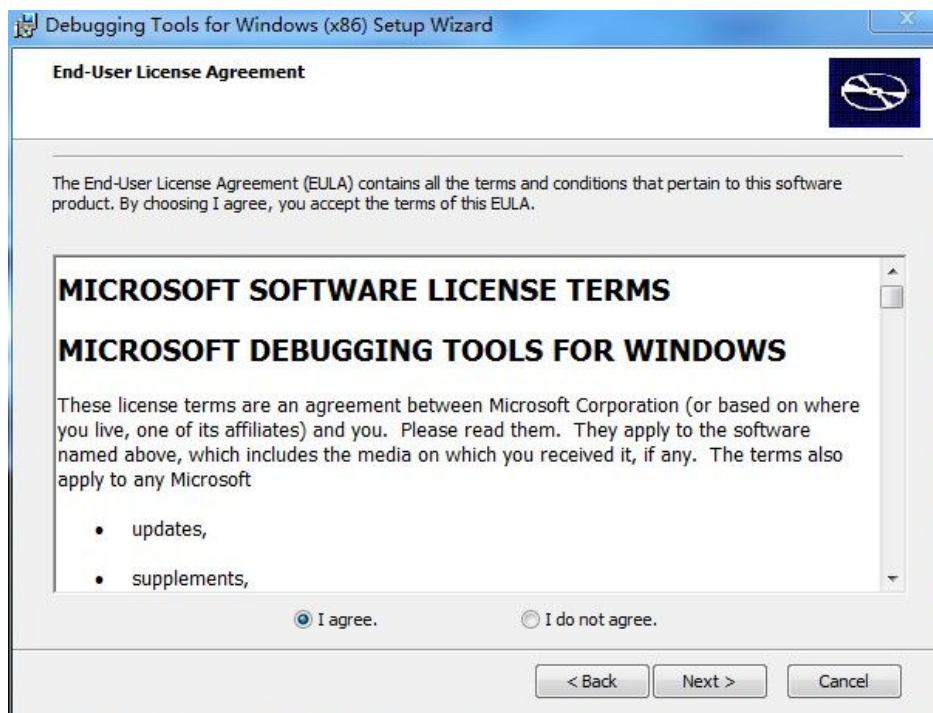 Debugging Tools for Windows (x86) Setup Wizard
End-User License Agreement
The End-User License Agreement (EULA) contains all the terms and conditions that pertain to this software
product. By choosing I agree, you accept the terms of this EULA.
MICROSOFT SOFTWARE LICENSE TERMS
MICROSOFT DEBUGGING TOOLS FOR WINDOWS
These license terms are an agreement between Microsoft Corporation (or based on where
you live, one of its affiliates) and you.  Please read them.  They apply to the software
named above, which includes the media on which you received it, if any.  The terms also
apply to any Microsoft
• updates,
• supplements,
I agree.
I do not agree.
< Back
Next >
Cancel